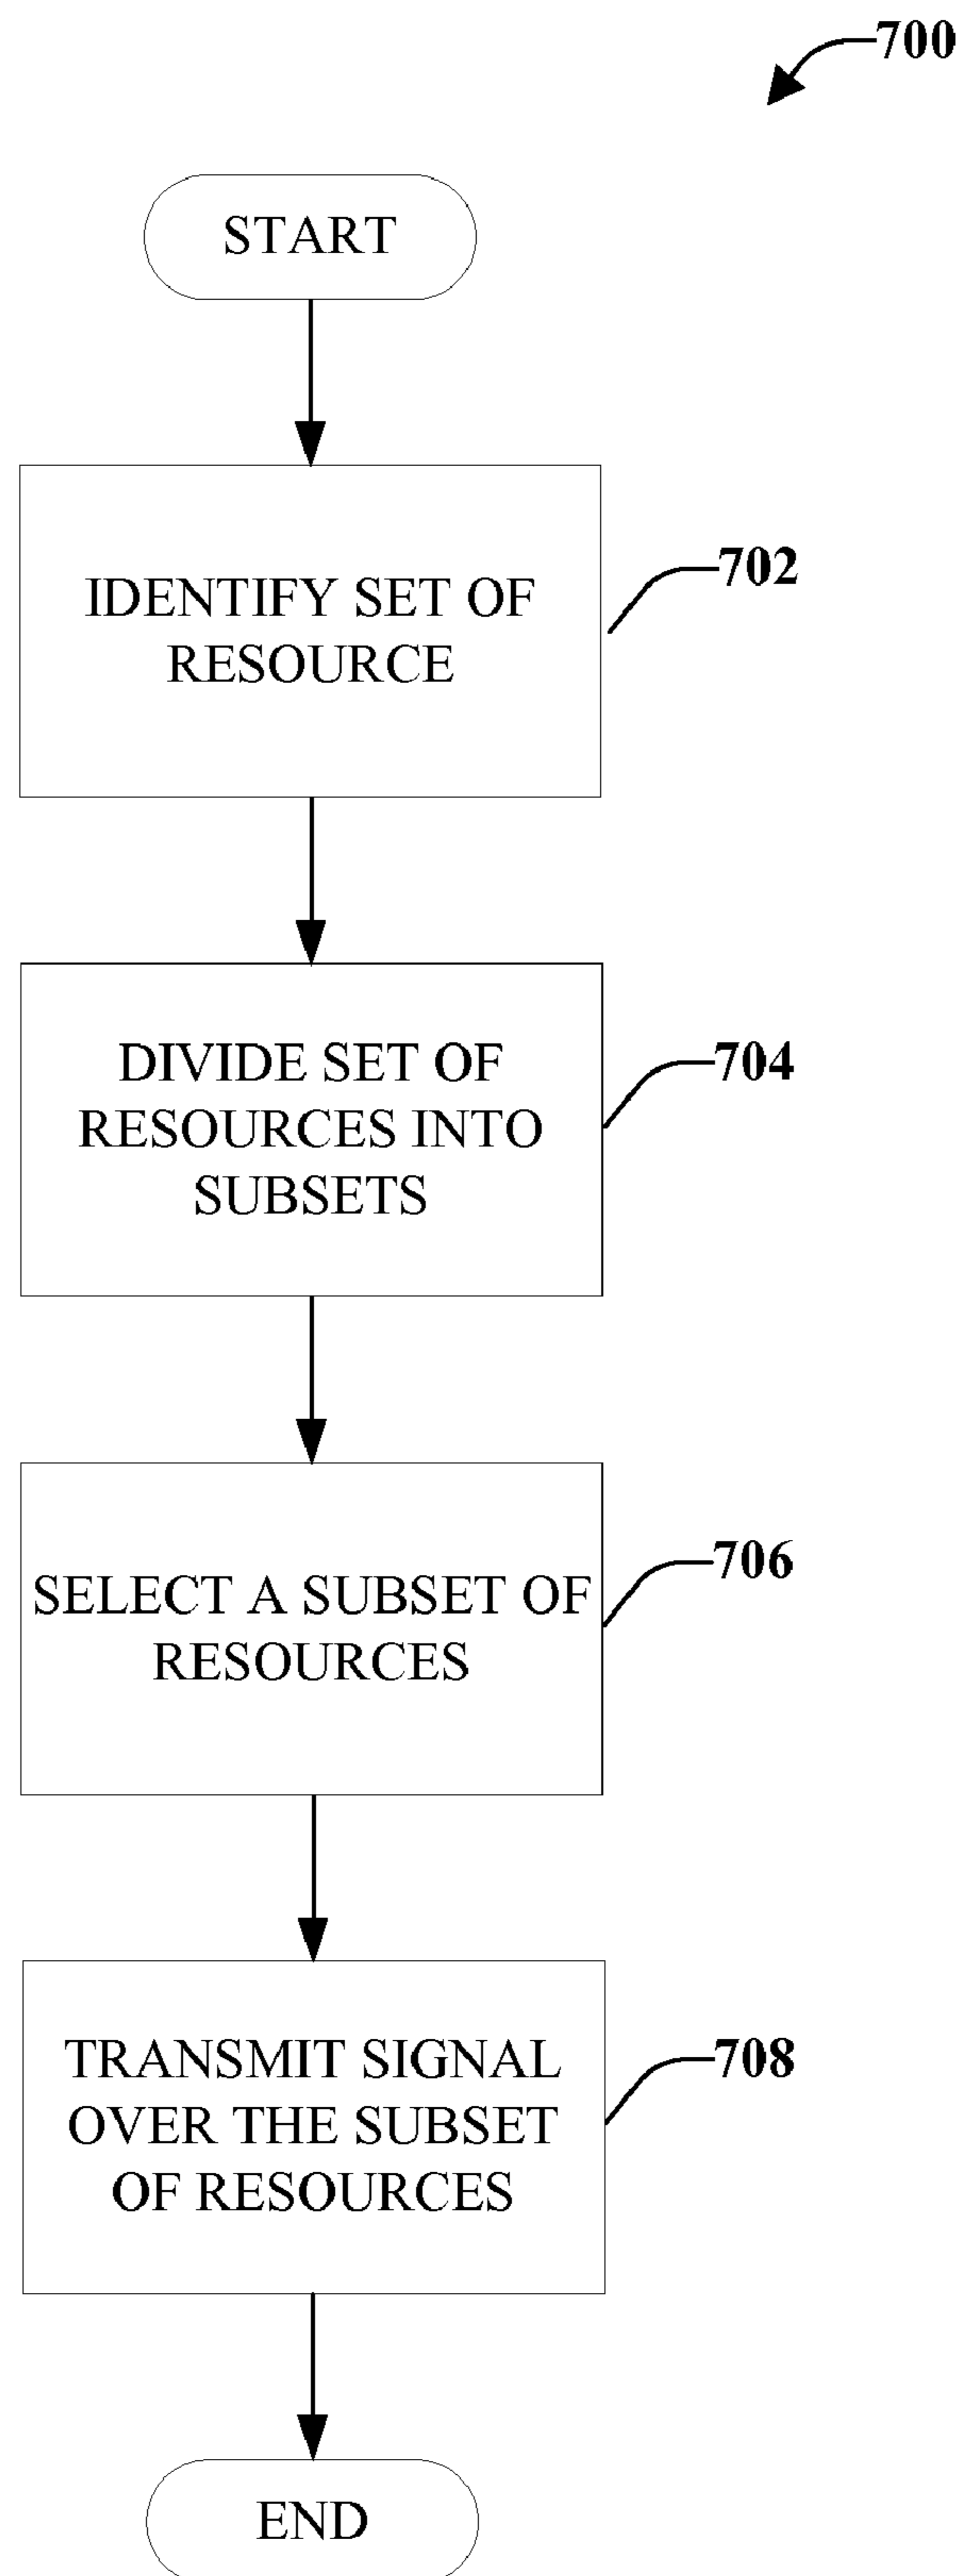 700
START
IDENTIFY SET OF
RESOURCE
702
DIVIDE SET OF
RESOURCES INTO
SUBSETS
704
SELECT A SUBSET OF
RESOURCES
706
TRANSMIT SIGNAL
OVER THE SUBSET
OF RESOURCES
708
END